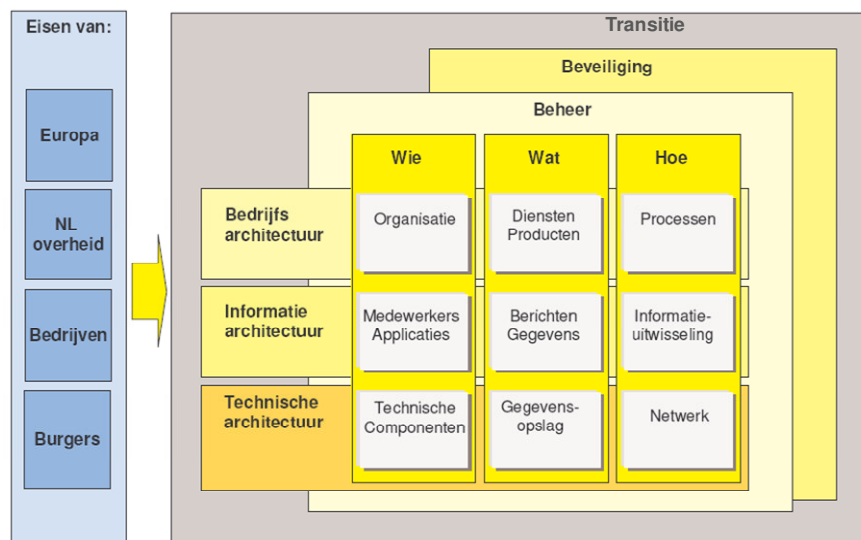 Eisen van:
Europa
NL
overheid
Bedrijven
Burgers
Transitie
Beveiliging
Beheer
Wie
Wat
Hoe
Bedrijfs
architectuur
Organisatie
Diensten
Producten
Processen
Informatie
architectuur
Medewerkers
Applicaties
Berichten
Gegevens
Informatie-
uitwisseling
Technische
architectuur
Technische
Componenten
Gegevens-
opslag
Netwerk